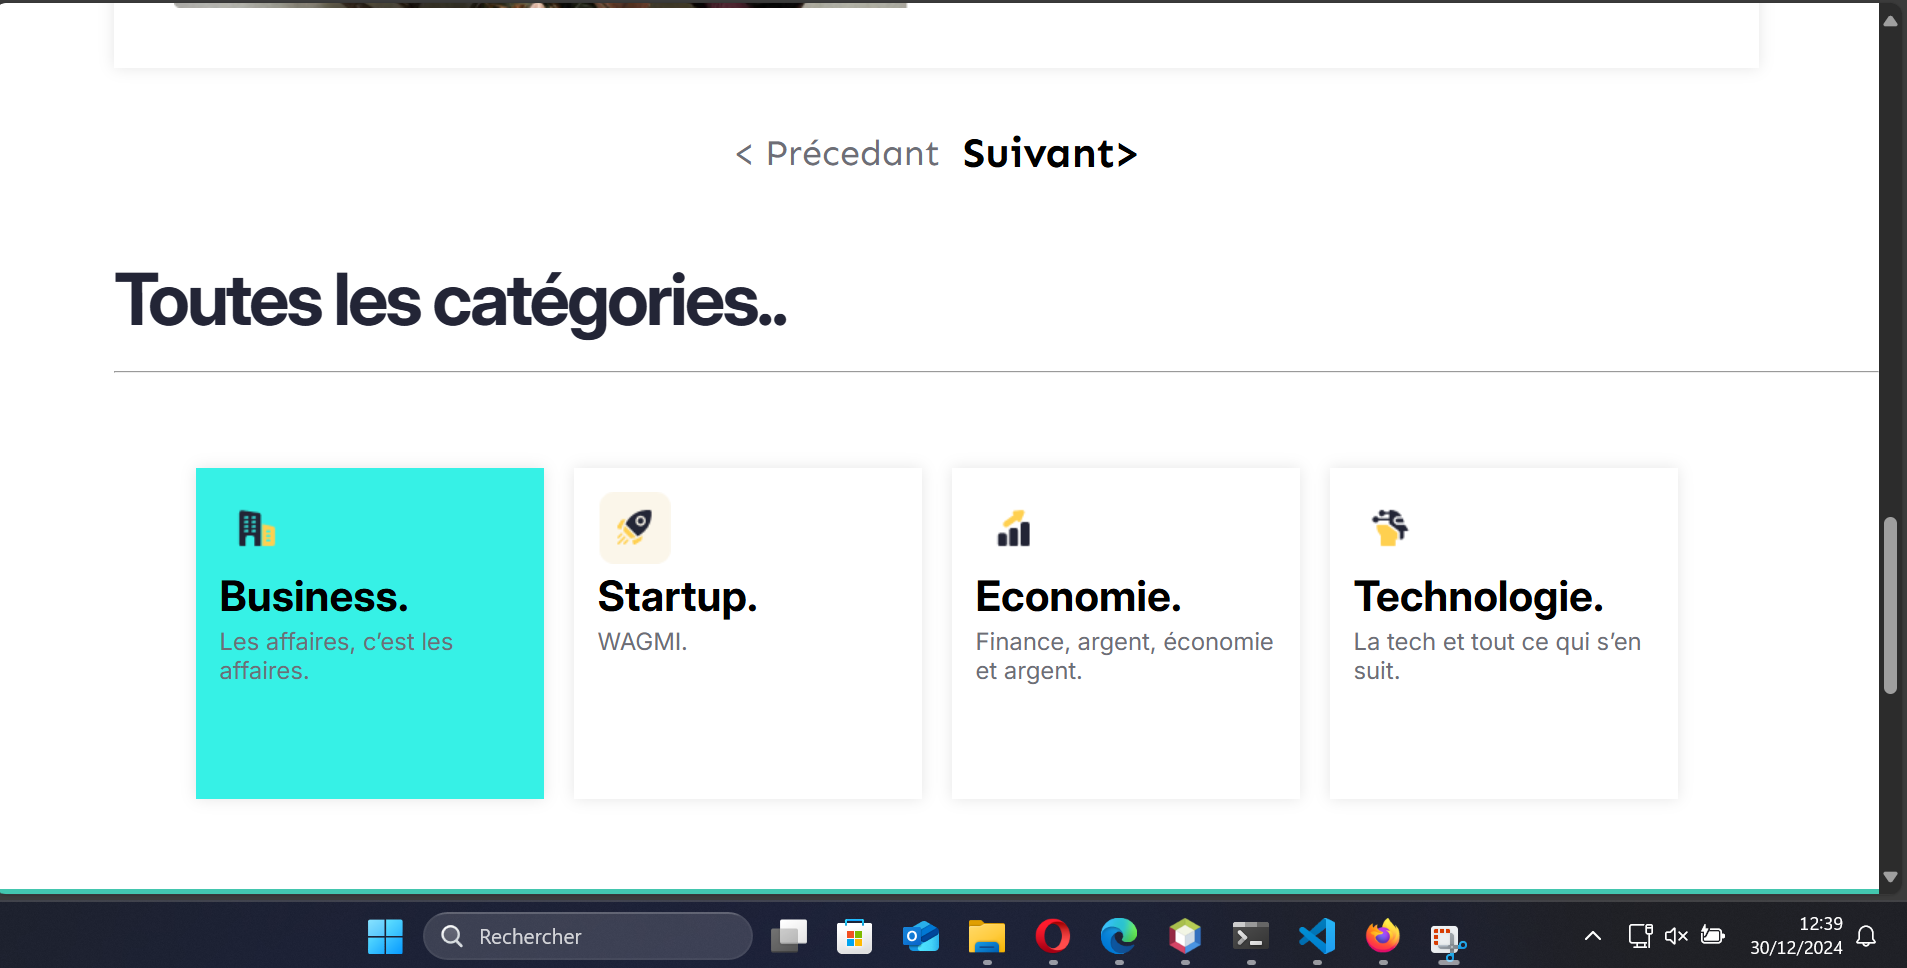 < Précedant Suivant>
Toutes les catégories..
Business.
Les affaires, c’est les
affaires.
Startup.
WAGMI.
Economie.
Finance, argent, économie
et argent.
Technologie.
La tech et tout ce qui s’en
suit.
Rechercher
12:39
30/12/2024